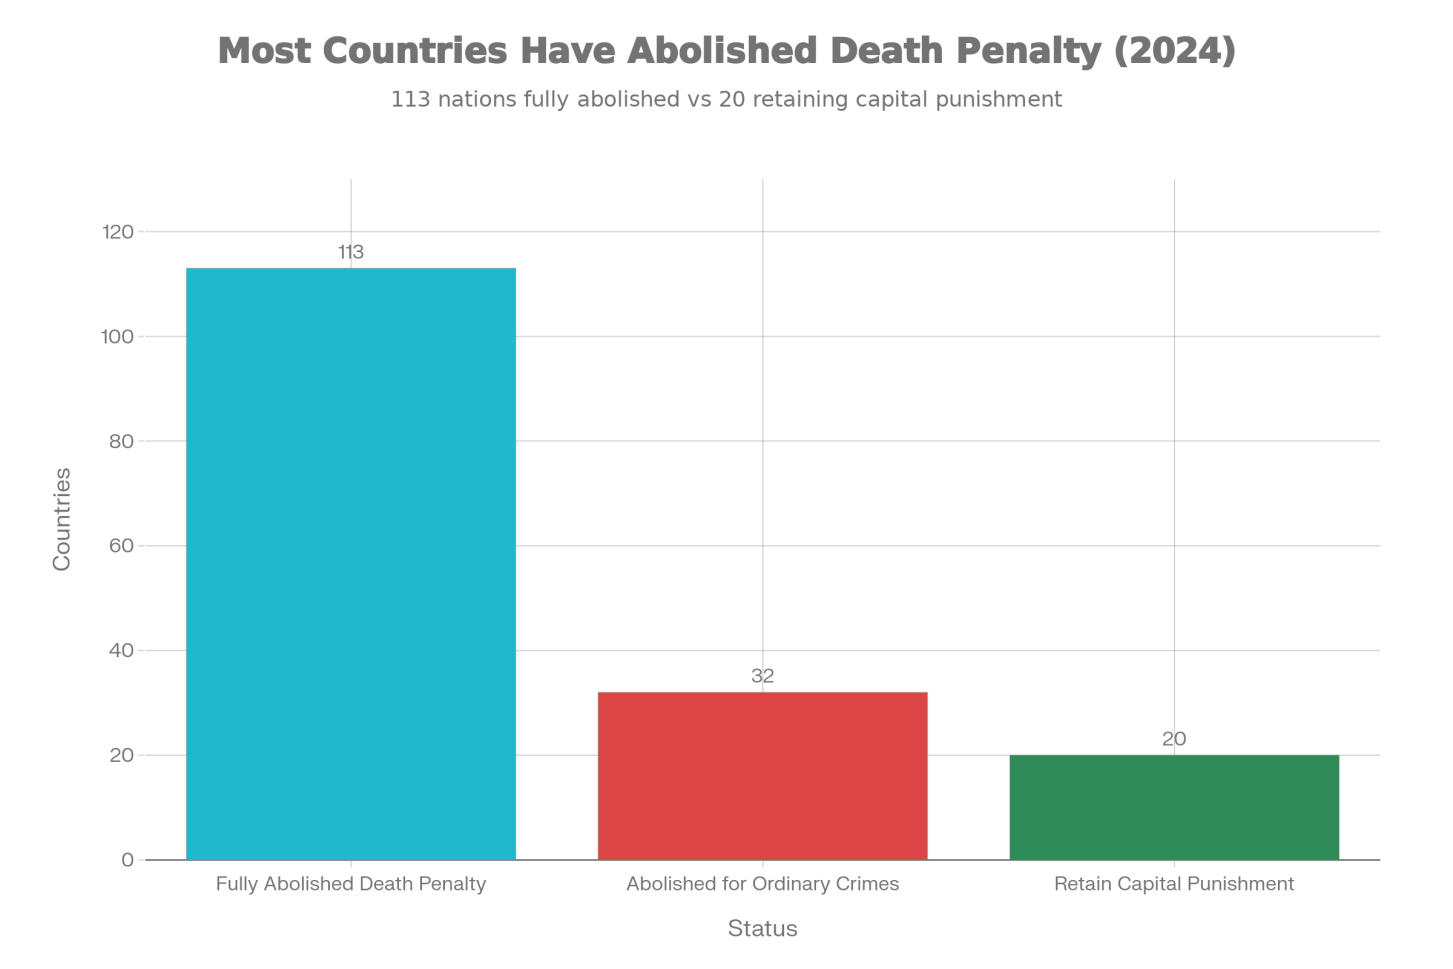 Most Countries Have Abolished Death Penalty (2024)
113 nations fully abolished vs 20 retaining capital punishment
120
100
80
60
40
20
0
Countries
113
32
20
Fully Abolished Death Penalty
Abolished for Ordinary Crimes
Retain Capital Punishment
Status